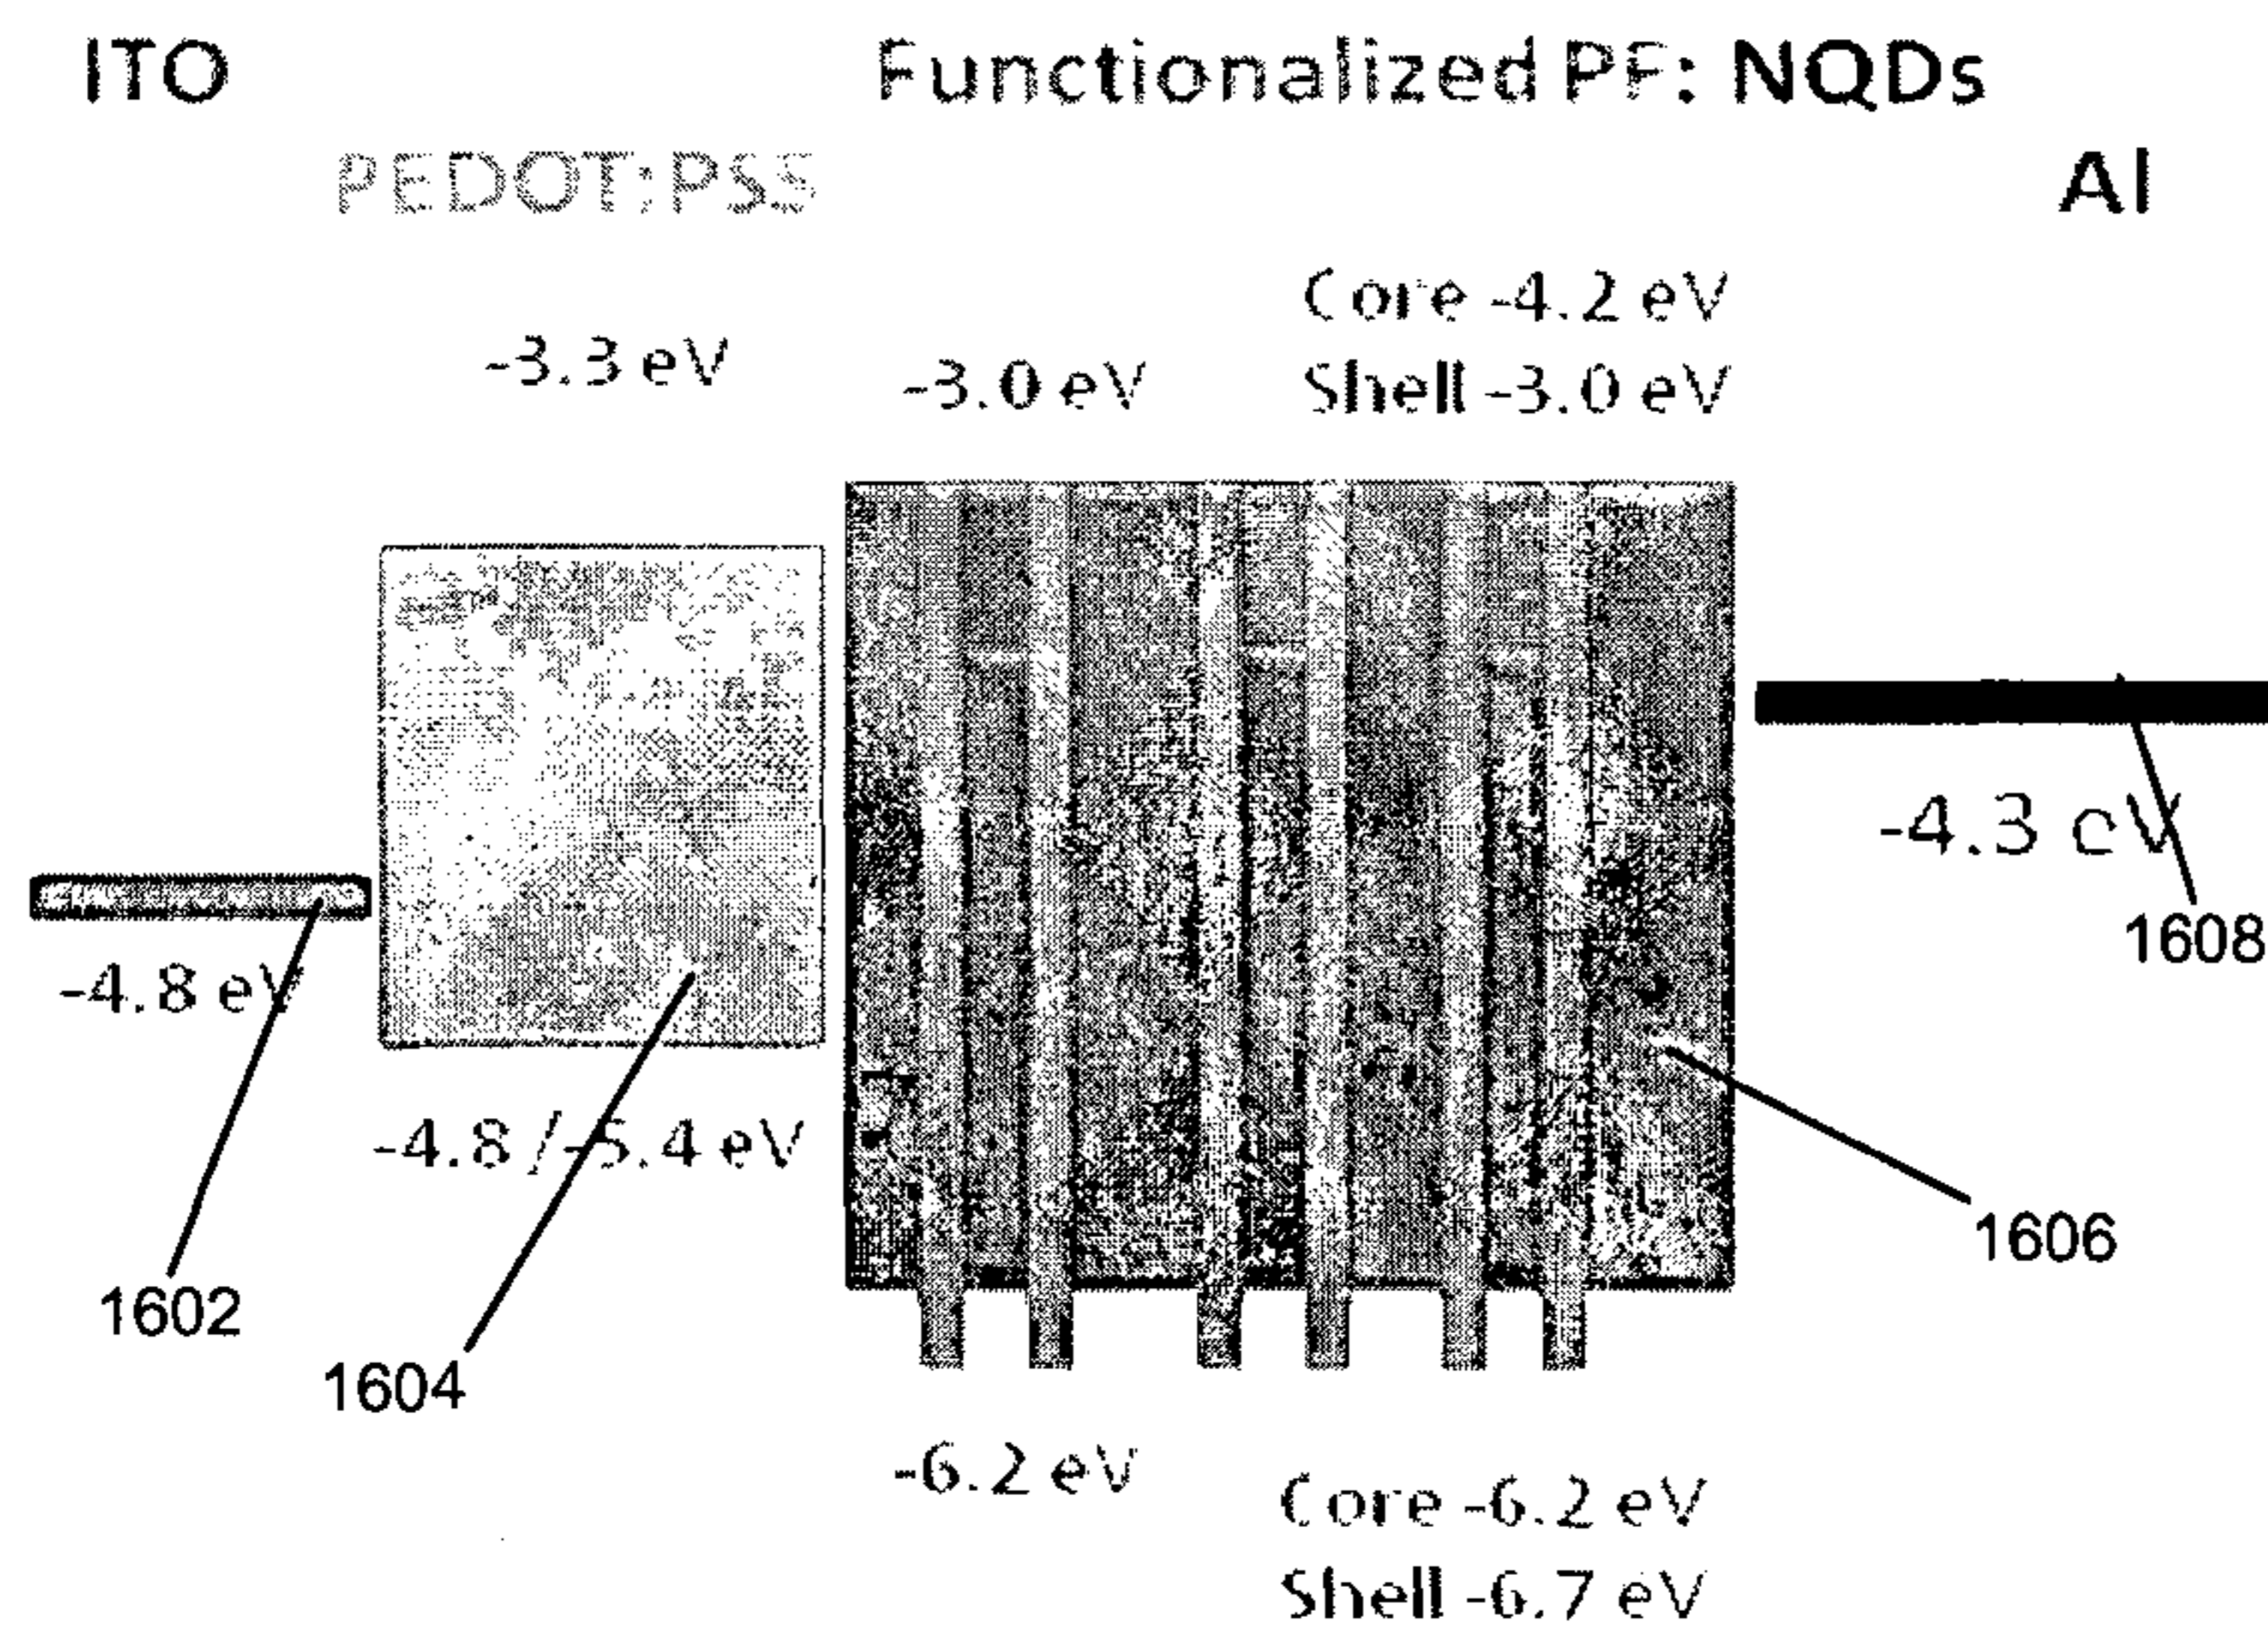 ITO
Functionalized PF: NQDs
PEDOT:PSS
Al
Core -4.2 eV
-3.3 eV
-3.0 eV
Shell -3.0 eV
-4.3 eV
-4.8 eV
1608
-4.8 /-5.4 eV
1606
1602
1604
-6.2 eV
Core -6.2 eV
Shell -6.7 eV